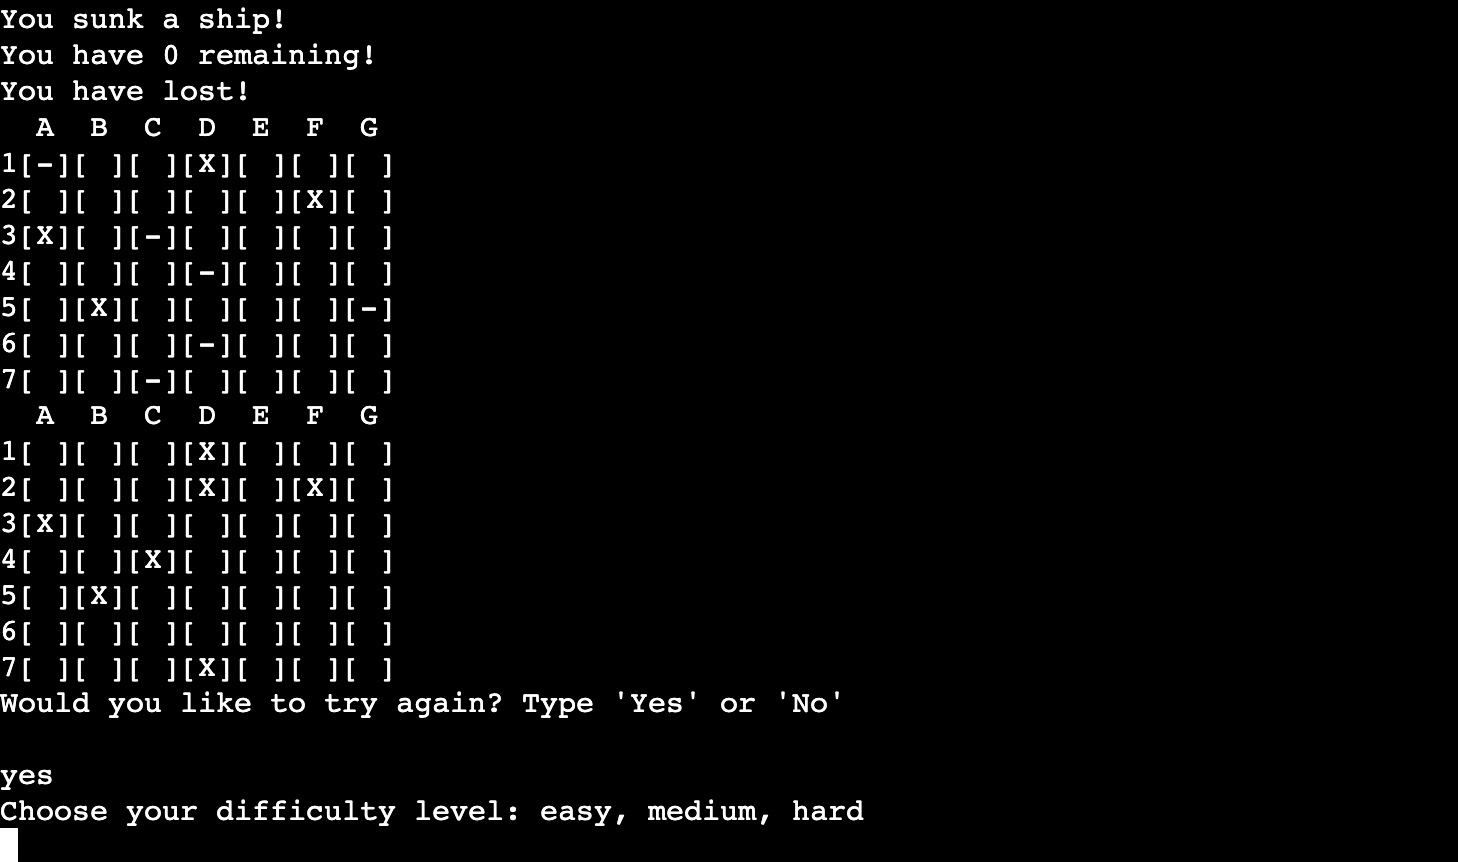 You sunk a ship!
You have 0 remaining!
You have lost!
  A  B  C  D  E  F  G
1[-][ ][ ][X][ ][ ][ ]
2[ ][ ][ ][ ][ ][X][ ]
3[X][ ][-][ ][ ][ ][ ]
4[ ][ ][ ][-][ ][ ][ ]
5[ ][X][ ][ ][ ][ ][-]
6[ ][ ][ ][-][ ][ ][ ]
7[ ][ ][-][ ][ ][ ][ ]
  A  B  C  D  E  F  G
1[ ][ ][ ][X][ ][ ][ ]
2[ ][ ][ ][X][ ][X][ ]
3[X][ ][ ][ ][ ][ ][ ]
4[ ][ ][X][ ][ ][ ][ ]
5[ ][X][ ][ ][ ][ ][ ]
6[ ][ ][ ][ ][ ][ ][ ]
7[ ][ ][ ][X][ ][ ][ ]
Would you like to try again? Type 'Yes' or 'No'
yes
Choose your difficulty level: easy, medium, hard